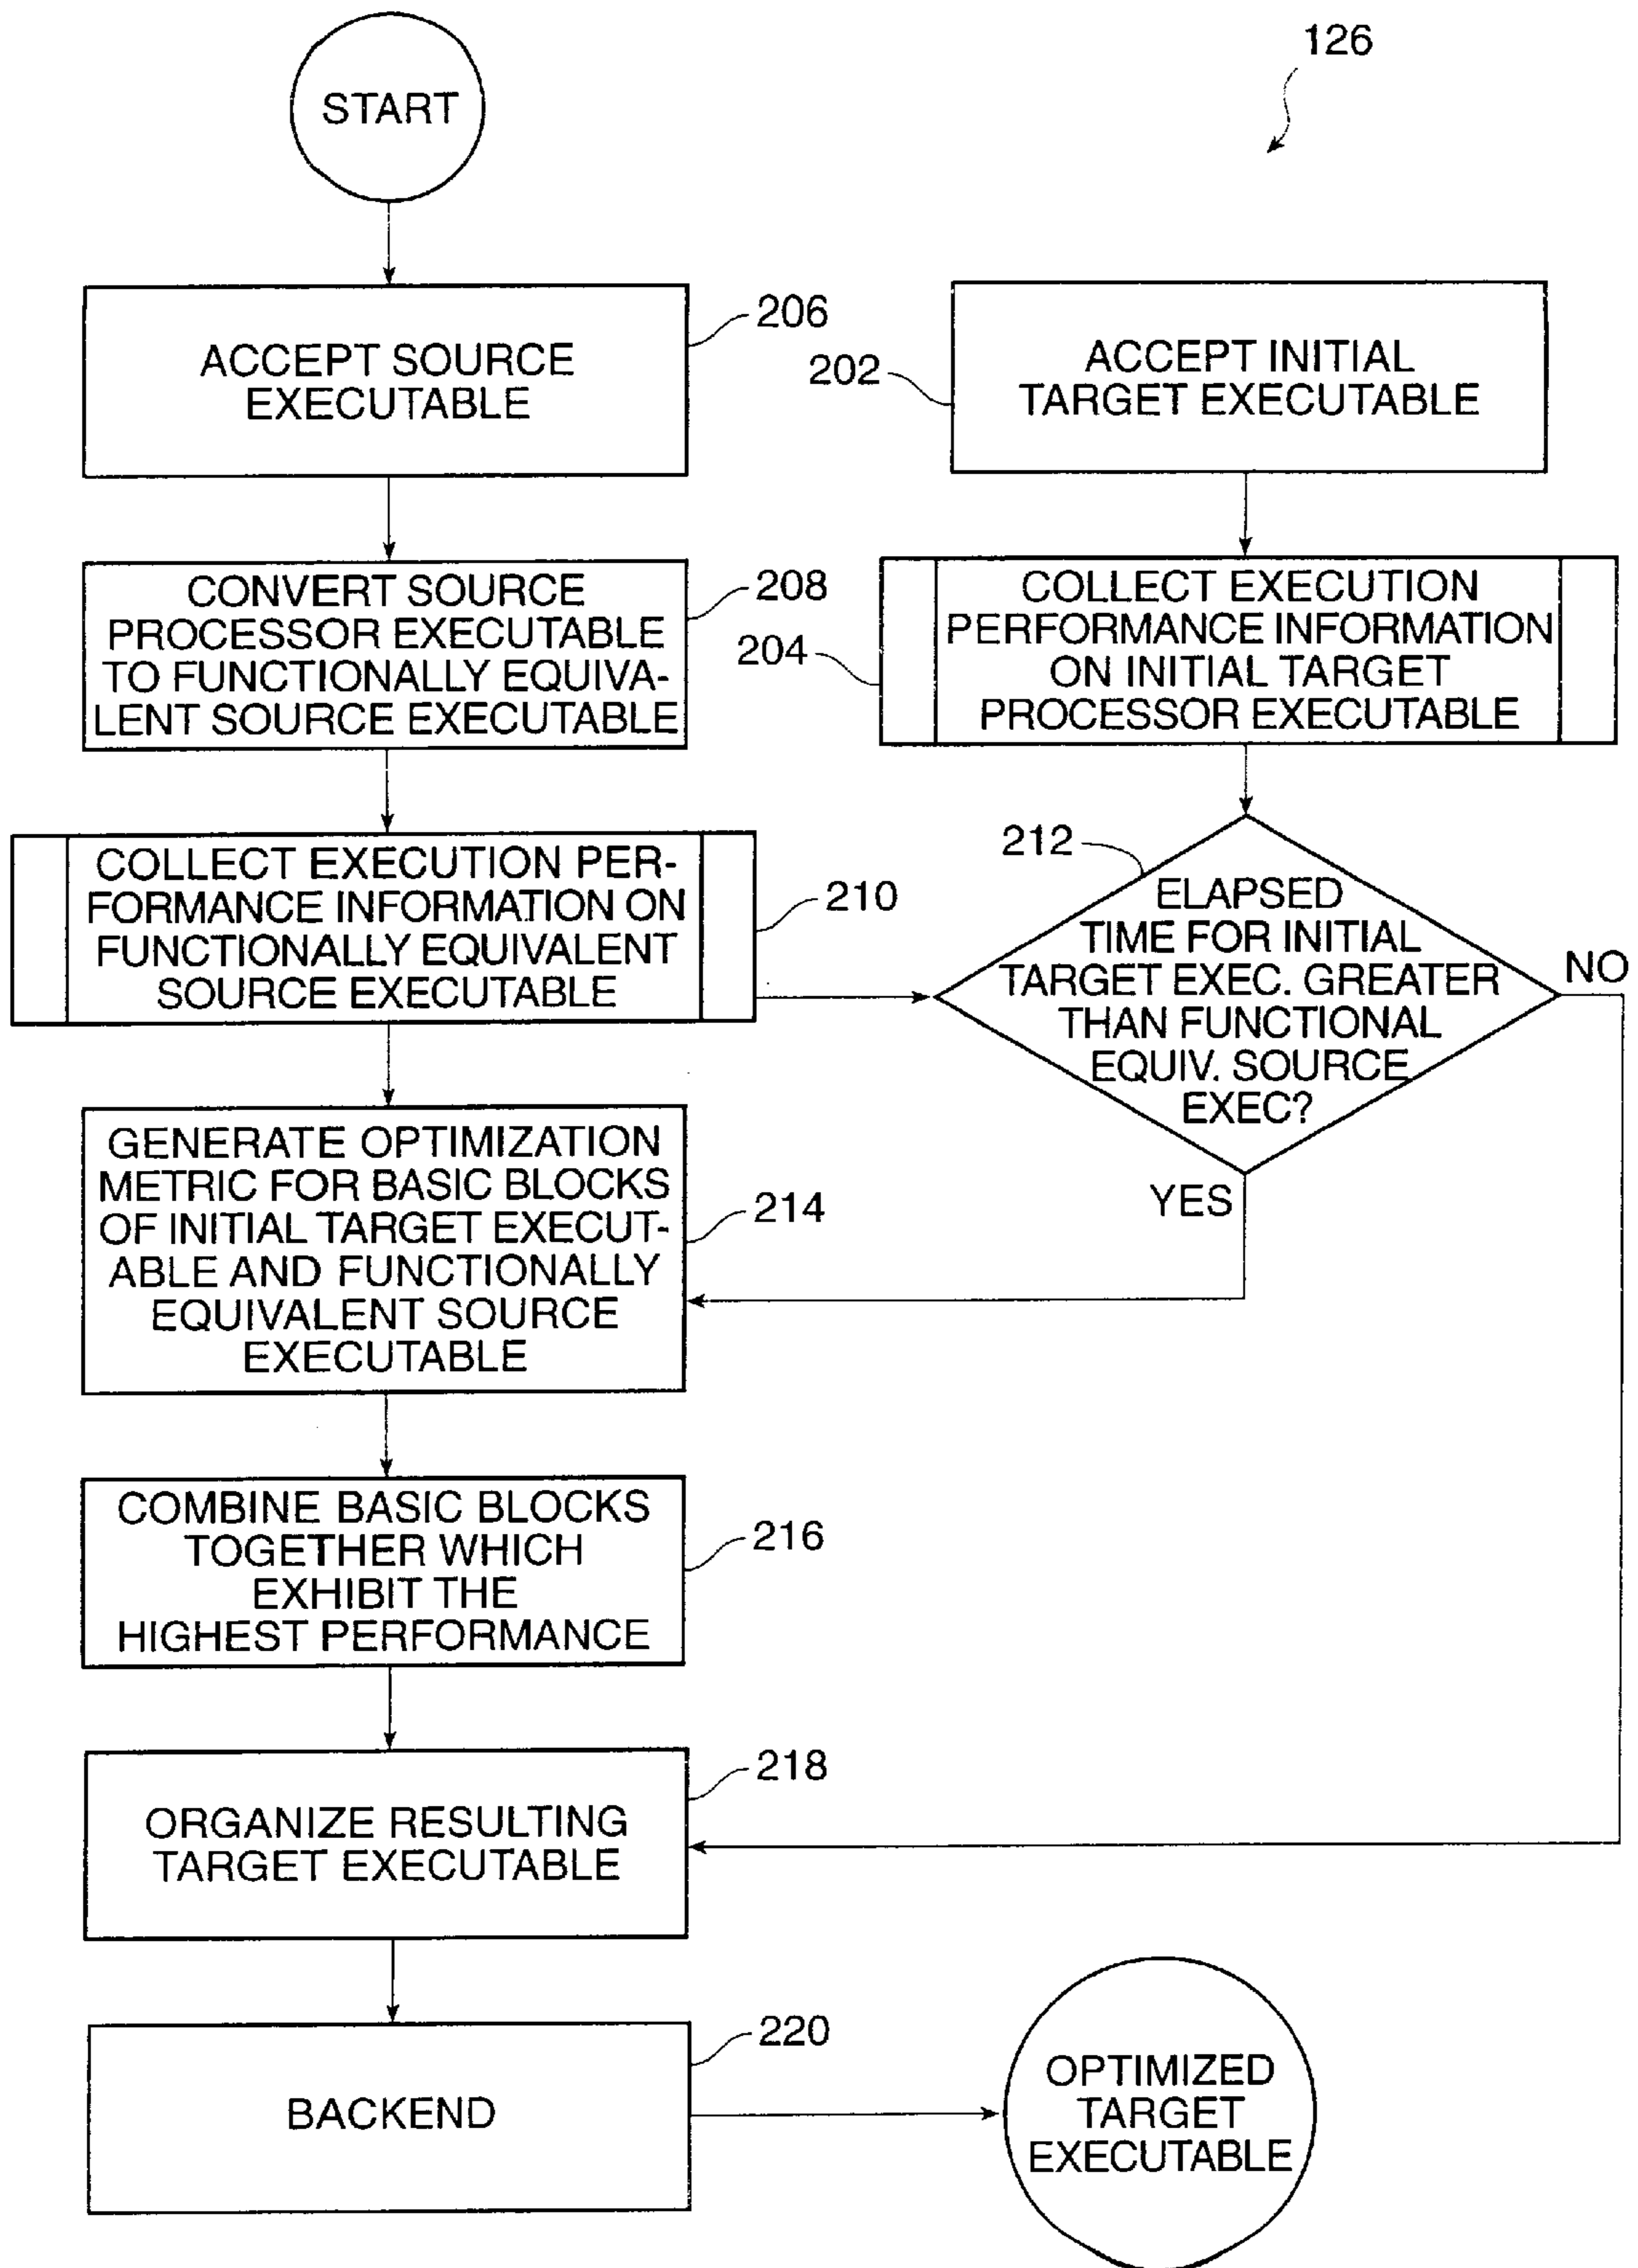 126
START
206
ACCEPT SOURCE
EXECUTABLE
202
ACCEPT INITIAL
TARGET EXECUTABLE
208
CONVERT SOURCE
PROCESSOR EXECUTABLE
TO FUNCTIONALLY EQUIVA-
LENT SOURCE EXECUTABLE
204
COLLECT EXECUTION
PERFORMANCE INFORMATION
ON INITIAL TARGET
PROCESSOR EXECUTABLE
210
COLLECT EXECUTION PER-
FORMANCE INFORMATION ON
FUNCTIONALLY EQUIVALENT
SOURCE EXECUTABLE
212
ELAPSED
TIME FOR INITIAL
TARGET EXEC. GREATER
THAN FUNCTIONAL
EQUIV. SOURCE
EXEC?
NO
YES
214
GENERATE OPTIMIZATION
METRIC FOR BASIC BLOCKS
OF INITIAL TARGET EXECUT-
ABLE AND FUNCTIONALLY
EQUIVALENT SOURCE
EXECUTABLE
216
COMBINE BASIC BLOCKS
TOGETHER WHICH
EXHIBIT THE
HIGHEST PERFORMANCE
218
ORGANIZE RESULTING
TARGET EXECUTABLE
220
BACKEND
OPTIMIZED
TARGET
EXECUTABLE